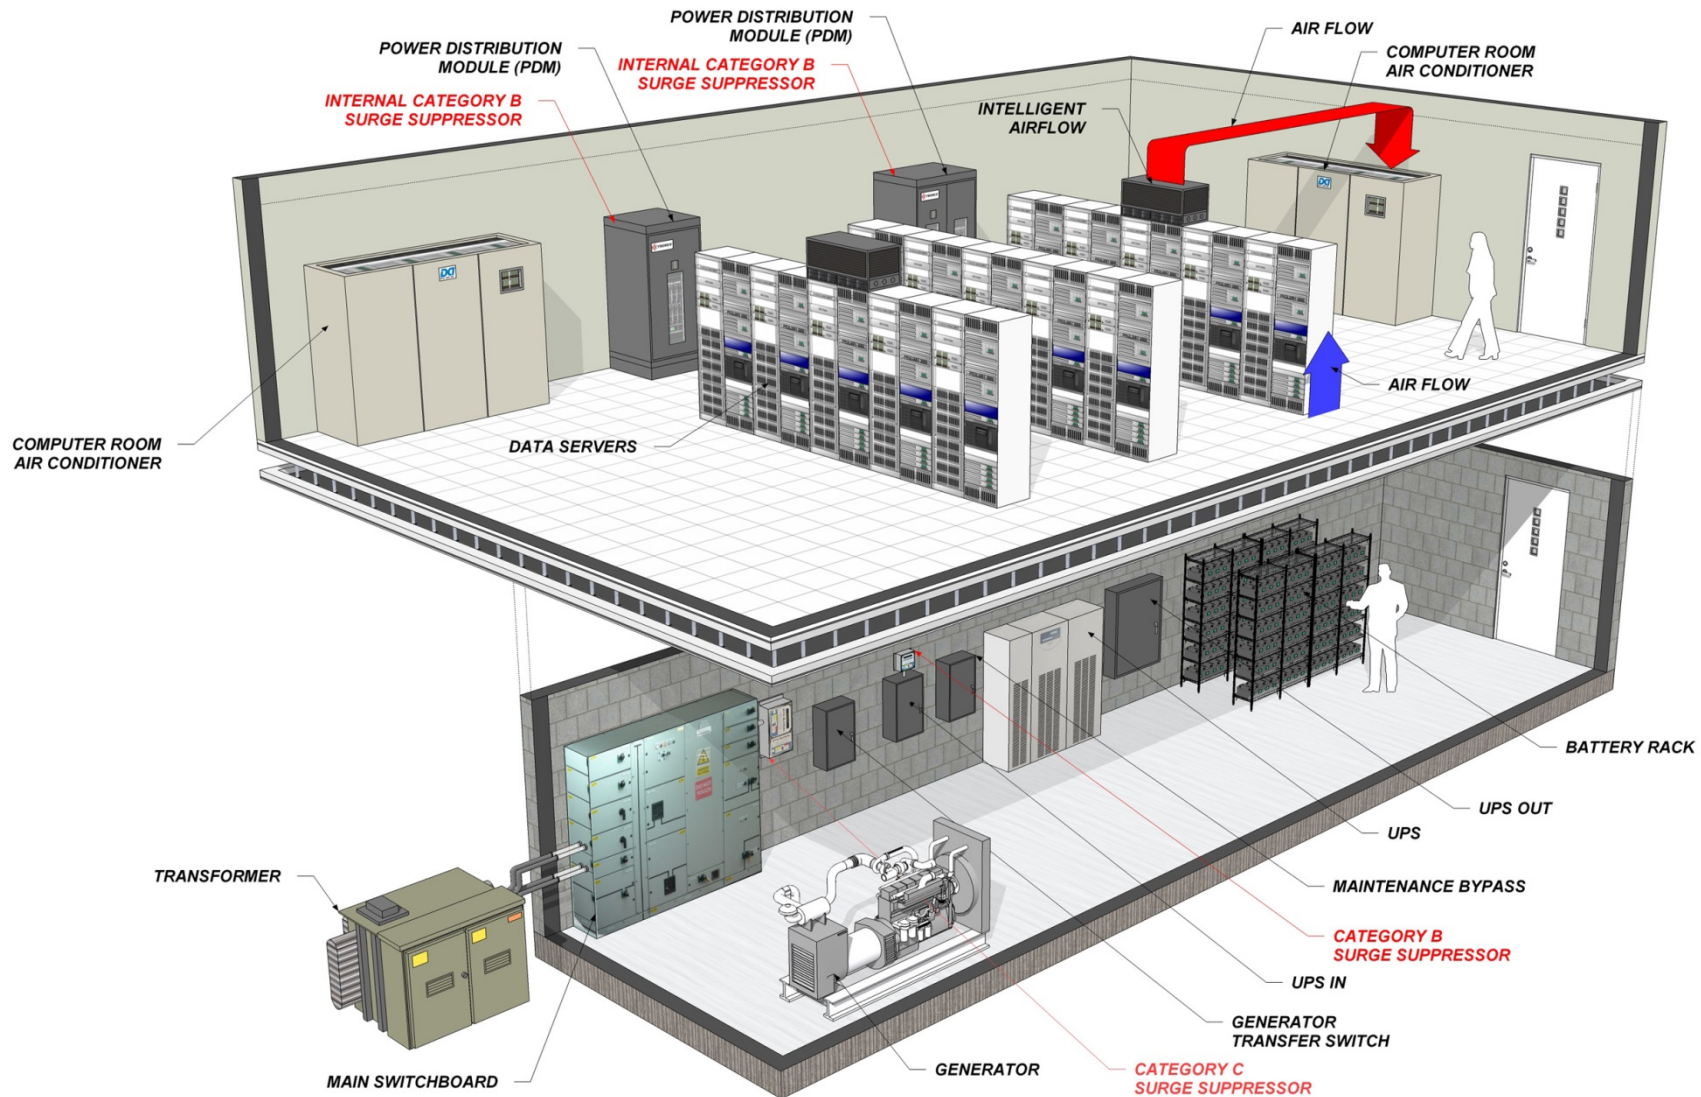 POWER DISTRIBUTION
MODULE (PDM)
INTERNAL CATEGORY B
SURGE SUPPRESSOR
POWER DISTRIBUTION
MODULE (PDM)
INTERNAL CATEGORY B
SURGE SUPPRESSOR
AIR FLOW
COMPUTER ROOM
AIR CONDITIONER
INTELLIGENT
AIRFLOW
AIR FLOW
COMPUTER ROOM
AIR CONDITIONER
DATA SERVERS
BATTERY RACK
UPS OUT
UPS
MAINTENANCE BYPASS
CATEGORY B
SURGE SUPPRESSOR
UPS IN
GENERATOR
TRANSFER SWITCH
CATEGORY C
SURGE SUPPRESSOR
GENERATOR
TRANSFORMER
MAIN SWITCHBOARD